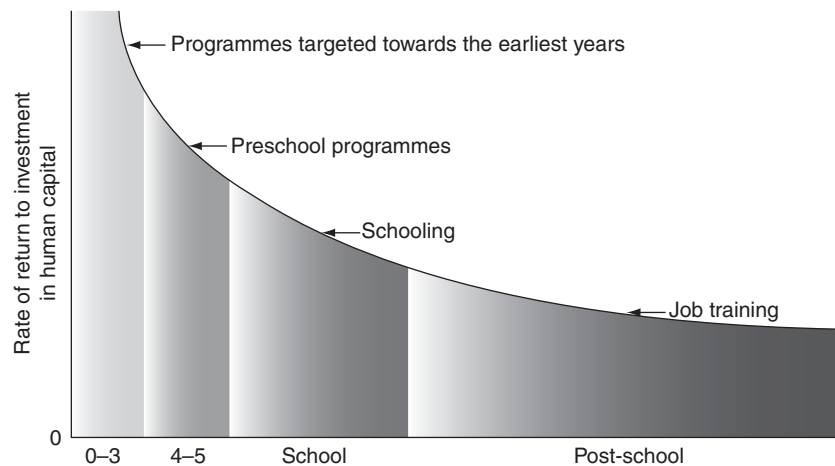 Programmes targeted towards the earliest years
Preschool programmes
Schooling
Job training
Rate of return to investment
in human capital
0
0–3
4–5
School
Post-school